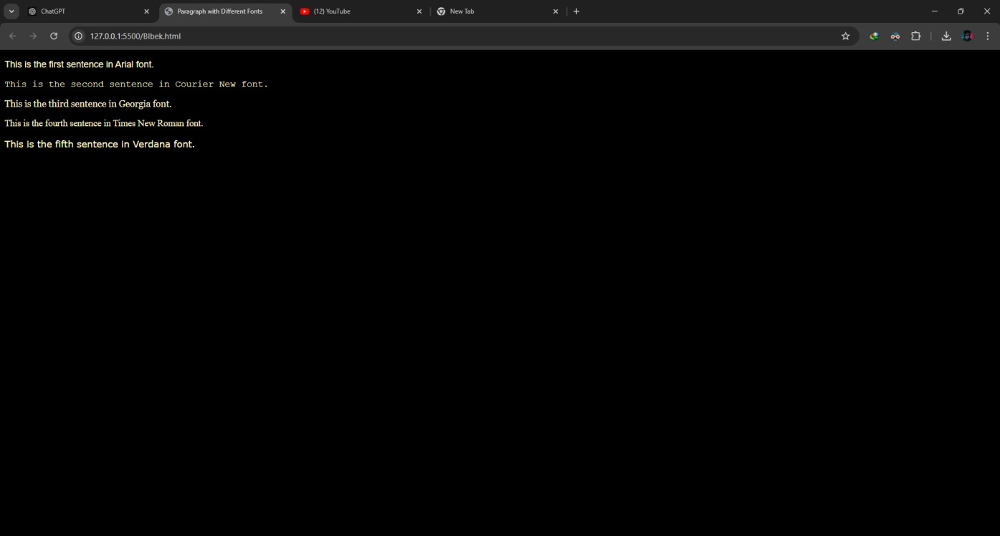 ChatGPT
Paragraph with Different Fonts
(12) YouTube
New Tab
127.0.0.1:5500/BIbek.html
This is the first sentence in Arial font.
This is the second sentence in Courier New font.
This is the third sentence in Georgia font.
This is the fourth sentence in Times New Roman font.
This is the fifth sentence in Verdana font.